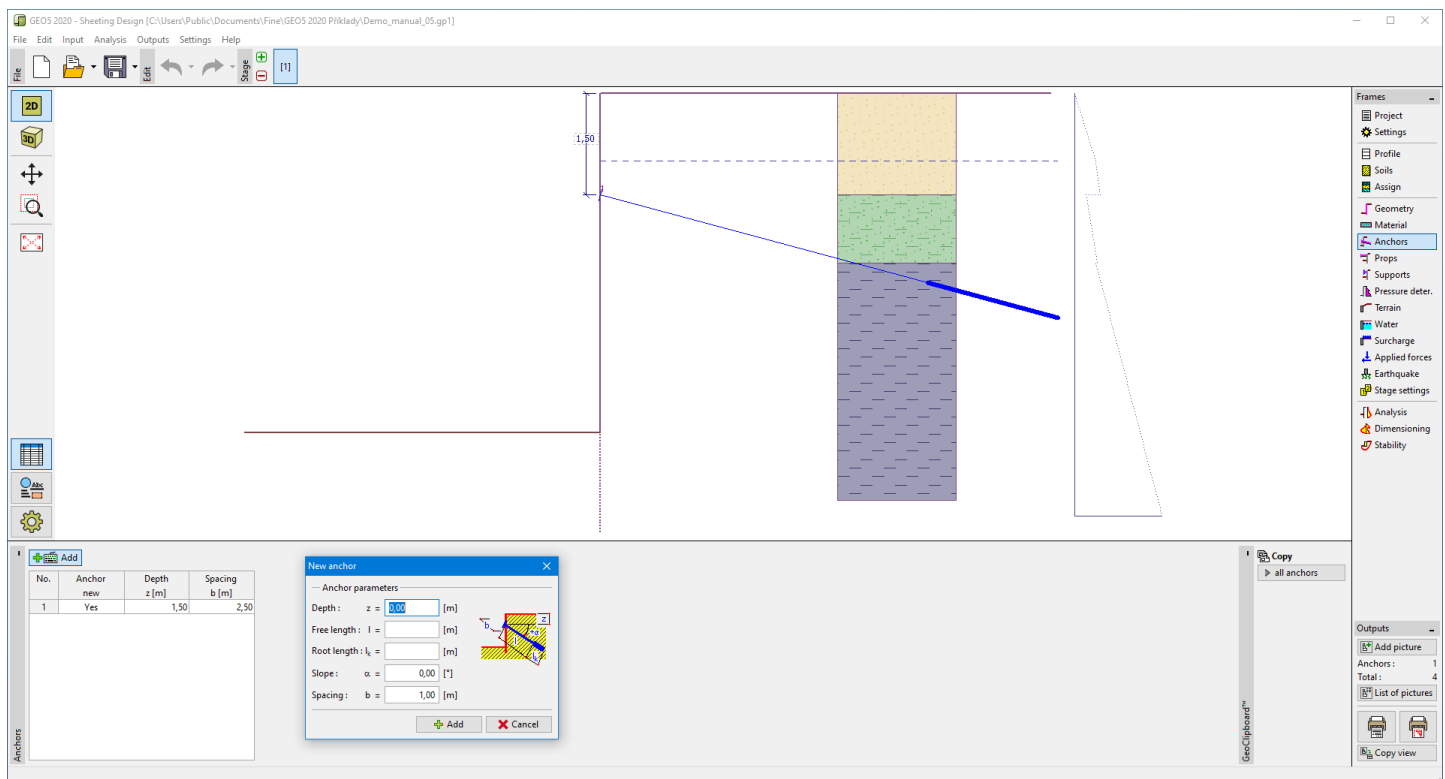 GEO5 2020 - Sheeting Design [C:\Users\Public\Documents\Fine\GEO5 2020 Příklady\Demo_manual_05.gp1]
File Edit Input Analysis Outputs Settings Help
File
Edit
Stage
[1]
2D
3D
1,50
Frames
Project
Settings
Profile
Soils
Assign
Geometry
Material
Anchors
Props
Supports
Pressure deter.
Terrain
Water
Surcharge
Applied forces
Earthquake
Stage settings
Analysis
Dimensioning
Stability
Abc
Anchors
Add
No. Anchor Depth Spacing
new z [m] b [m]
1 Yes 1,50 2,50
New anchor
Anchor parameters
Depth : z = 0,00 [m]
Free length : l = [m]
Root length : lk = [m]
Slope : α = 0,00 [°]
Spacing : b = 1,00 [m]
b z
+α
l
lk
Add Cancel
GeoClipboard™
Copy
all anchors
Outputs
Add picture
Anchors : 1
Total : 4
List of pictures
Copy view